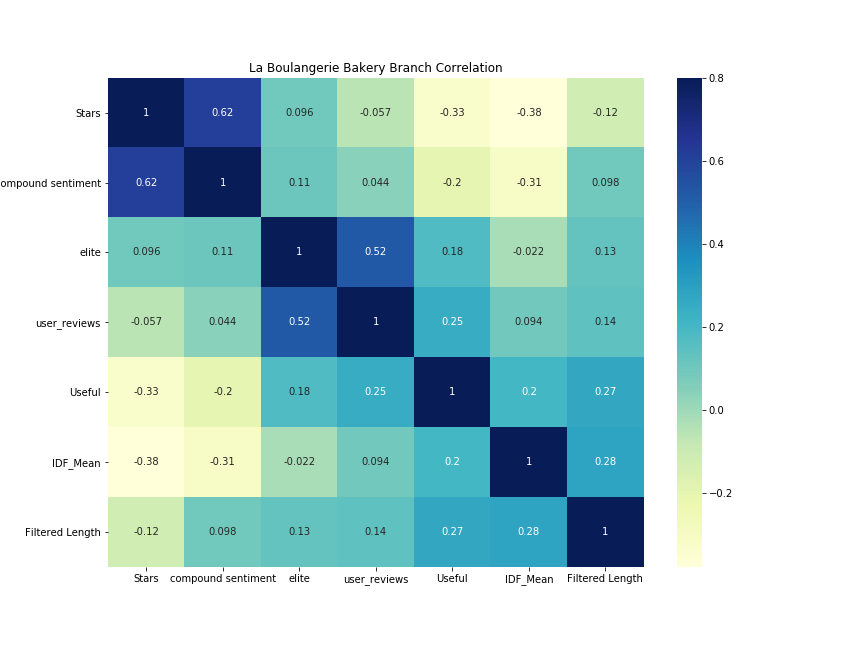 La Boulangerie Bakery Branch Correlation
Stars 1 0.62 0.096 -0.057 -0.33 -0.38 -0.12
ompound sentiment 0.62 1 0.11 0.044 -0.2 -0.31 0.098
elite 0.096 0.11 1 0.52 0.18 -0.022 0.13
user_reviews -0.057 0.044 0.52 1 0.25 0.094 0.14
Useful -0.33 -0.2 0.18 0.25 1 0.2 0.27
IDF_Mean -0.38 -0.31 -0.022 0.094 0.2 1 0.28
Filtered Length -0.12 0.098 0.13 0.14 0.27 0.28 1
Stars compound sentiment elite user_reviews Useful IDF_Mean Filtered Length
0.8
0.6
0.4
0.2
0.0
−0.2